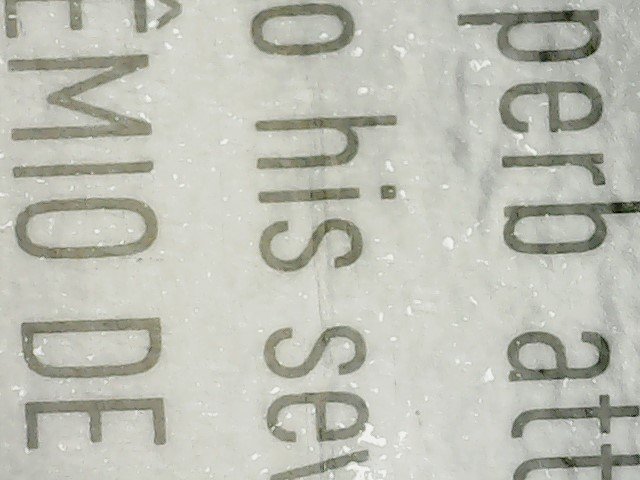 perb att
o his sev
ÊMIO DE